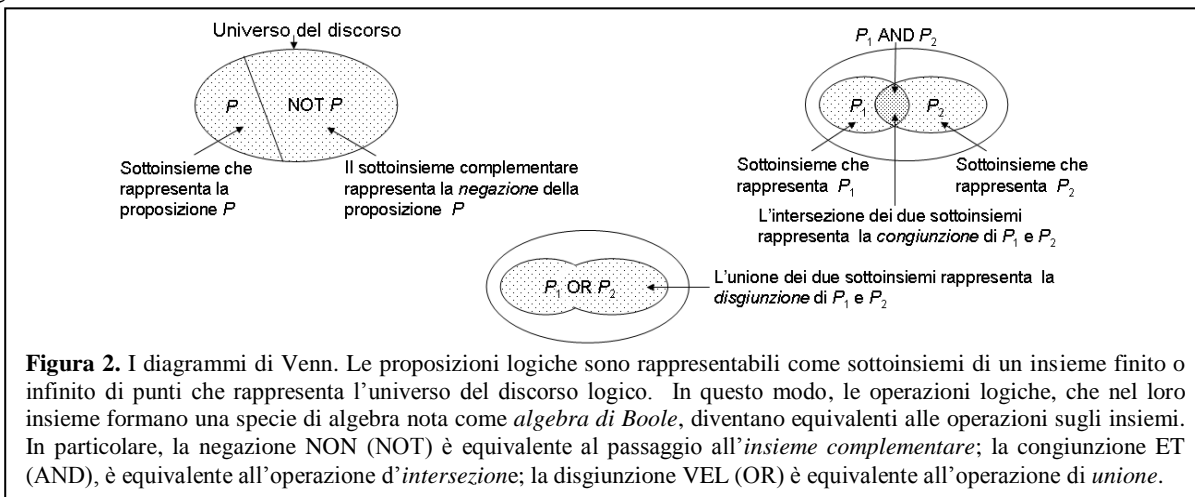 Universo del discorso
P
NOT P
Sottoinsieme che
rappresenta la
proposizione P
Il sottoinsieme complementare
rappresenta la negazione della
proposizione P
P1 AND P2
P1
P2
Sottoinsieme che
rappresenta P1
Sottoinsieme che
rappresenta P2
L'intersezione dei due sottoinsiemi
rappresenta la congiunzione di P1 e P2
P1 OR P2
L'unione dei due sottoinsiemi rappresenta la
disgiunzione di P1 e P2
Figura 2. I diagrammi di Venn. Le proposizioni logiche sono rappresentabili come sottoinsiemi di un insieme finito o
infinito di punti che rappresenta l'universo del discorso logico. In questo modo, le operazioni logiche, che nel loro
insieme formano una specie di algebra nota come algebra di Boole, diventano equivalenti alle operazioni sugli insiemi.
In particolare, la negazione NON (NOT) è equivalente al passaggio all'insieme complementare; la congiunzione ET
(AND), è equivalente all'operazione d'intersezione; la disgiunzione VEL (OR) è equivalente all'operazione di unione.